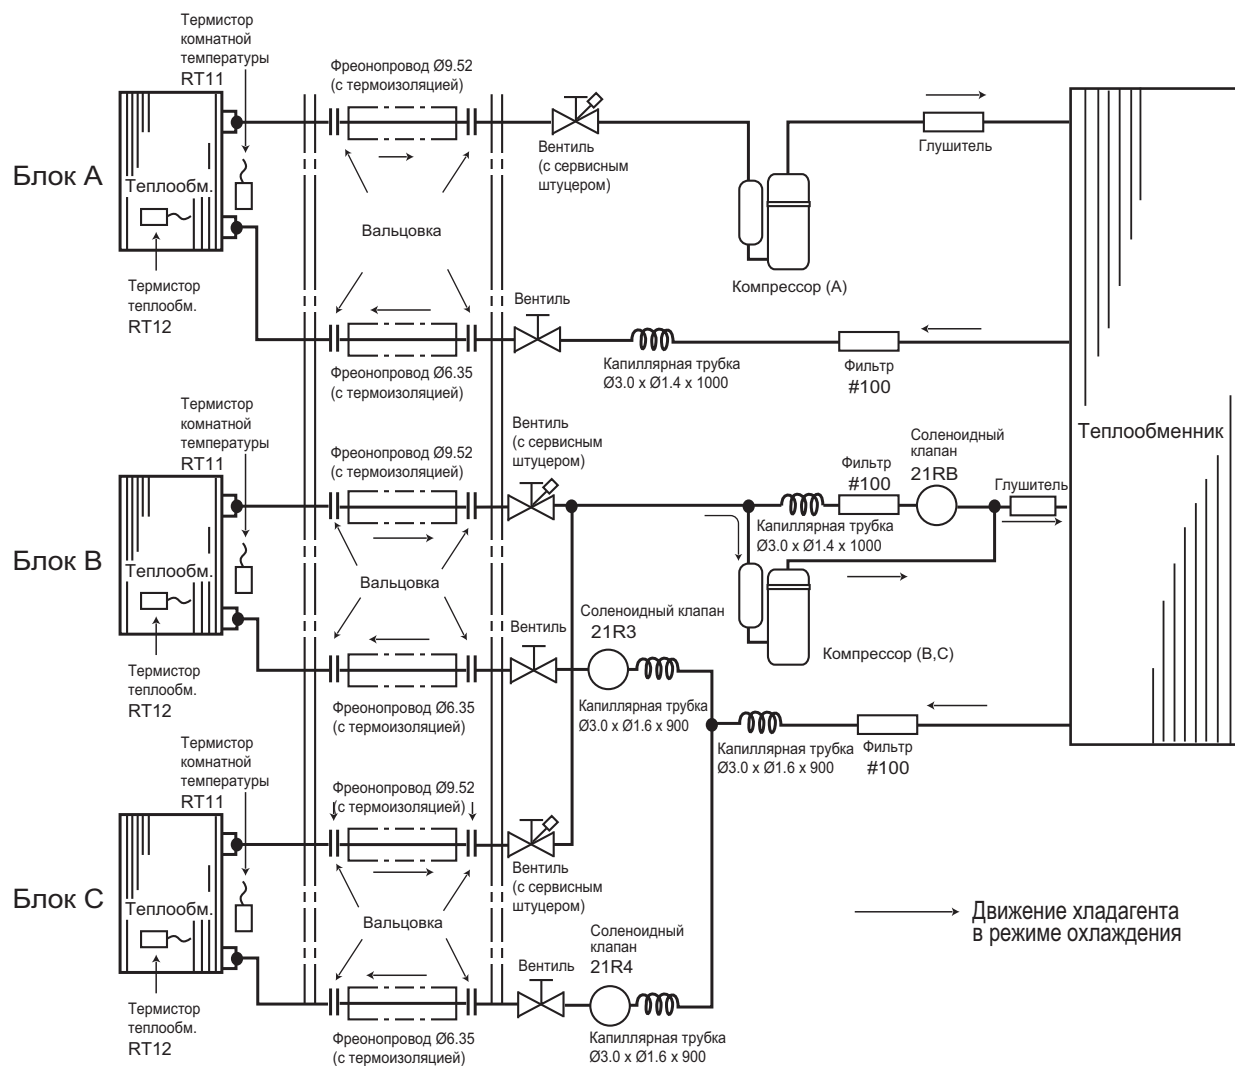 Термистор
комнатной
температуры
RT11
Фреонопровод Ø9.52
(с термоизоляцией)
Вентиль
(с сервисным
штуцером)
Глушитель
Блок А
Теплообм.
Вальцовка
Компрессор (А)
Термистор
теплообм.
RT12
Вентиль
Фреонопровод Ø6.35
(с термоизоляцией)
Капиллярная трубка
Ø3.0 x Ø1.4 x 1000
Фильтр
#100
Теплообменник
Термистор
комнатной
температуры
RT11
Фреонопровод Ø9.52
(с термоизоляцией)
Вентиль
(с сервисным
штуцером)
Фильтр
#100
Соленоидный
клапан
21RB
Глушитель
Капиллярная трубка
Ø3.0 x Ø1.4 x 1000
Блок В
Теплообм.
Вальцовка
Термистор
теплообм.
RT12
Вентиль
Соленоидный клапан
21R3
Компрессор (В,С)
Фреонопровод Ø6.35
(с термоизоляцией)
Капиллярная трубка
Ø3.0 x Ø1.6 x 900
Капиллярная трубка
Ø3.0 x Ø1.6 x 900
Фильтр
#100
Термистор
комнатной
температуры
RT11
Фреонопровод Ø9.52
(с термоизоляцией)
Вентиль
(с сервисным
штуцером)
Блок С
Теплообм.
Вальцовка
Термистор
теплообм.
RT12
Вентиль
Соленоидный
клапан
21R4
Фреонопровод Ø6.35
(с термоизоляцией)
Капиллярная трубка
Ø3.0 x Ø1.6 x 900
Движение хладагента
в режиме охлаждения